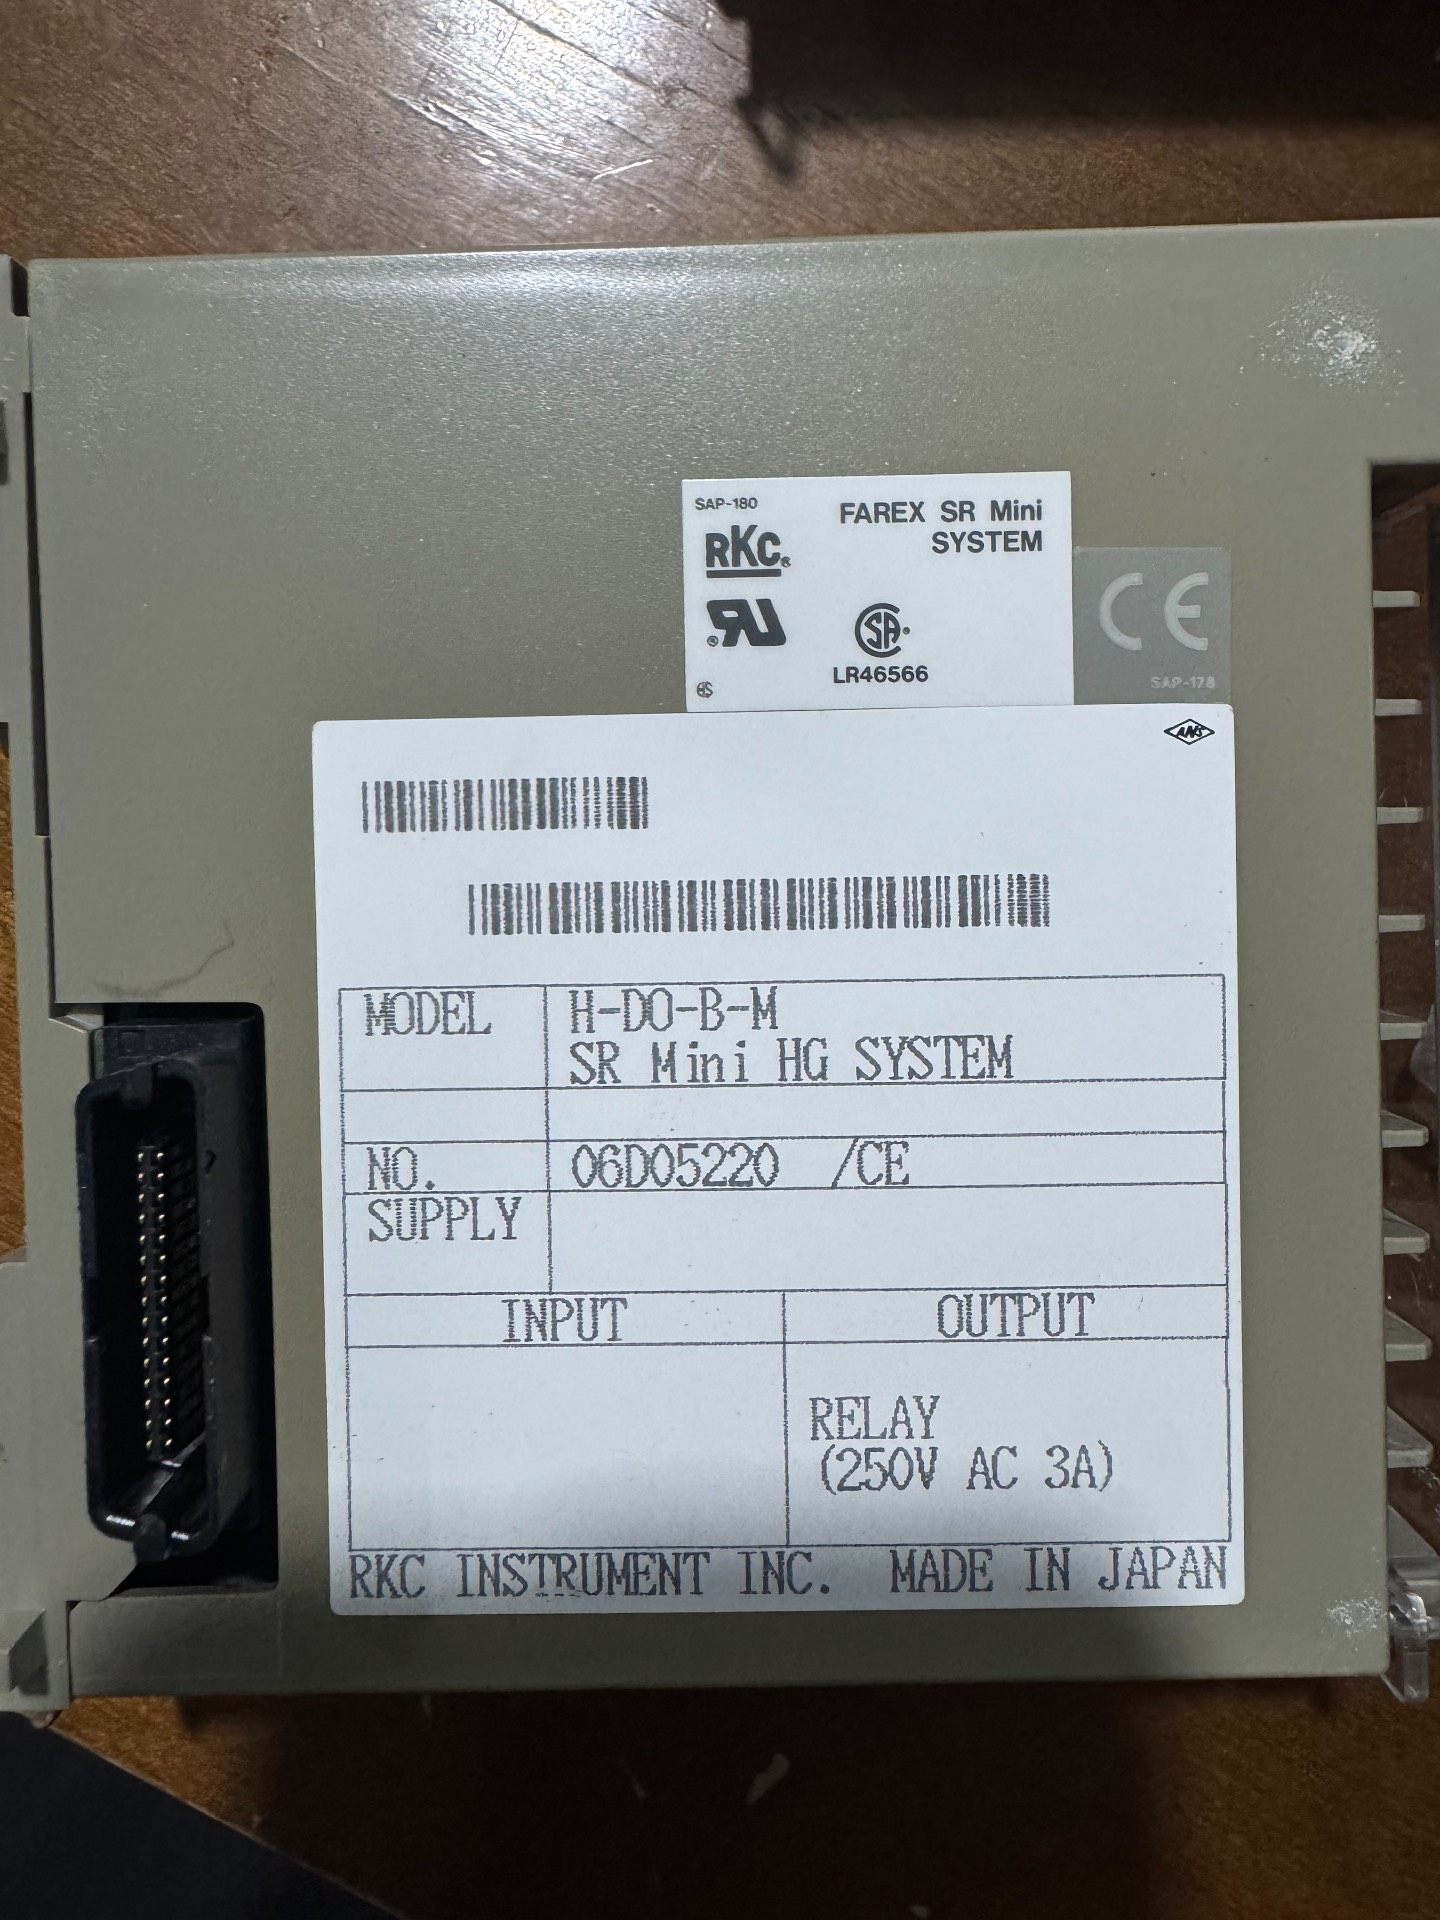 SAP-180
FAREX SR Mini
SYSTEM
RKC®
LR46566
CE
SAP-178
MODEL H-DO-B-M
SR Mini HG SYSTEM
NO. 06D05220 /CE
SUPPLY
INPUT OUTPUT
RELAY
(250V AC 3A)
RKC INSTRUMENT INC. MADE IN JAPAN